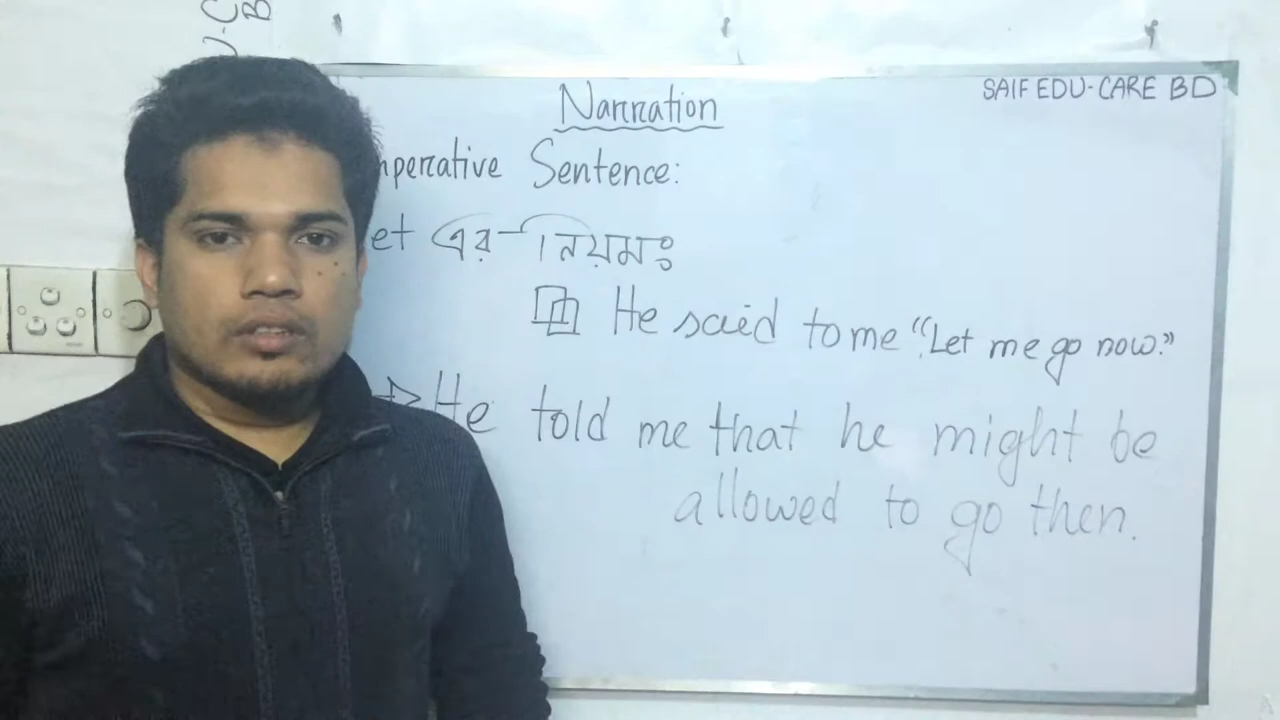 Narration
SAIF EDU-CARE BD
mperative Sentence:
et এর নিয়মঃ
He said to me "Let me go now."
He told me that he might be
allowed to go then.